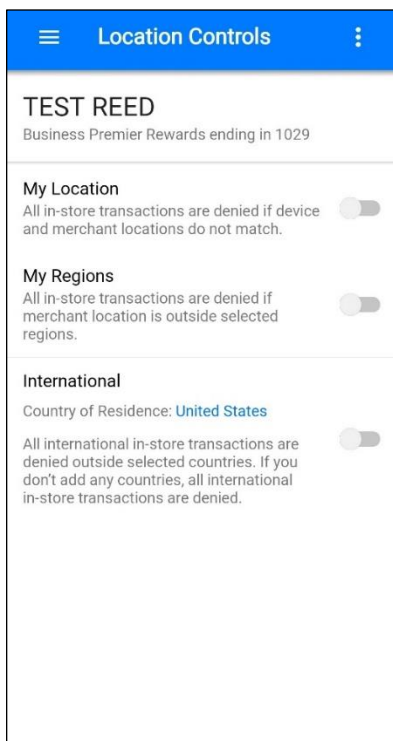 Location Controls
TEST REED
Business Premier Rewards ending in 1029
My Location
All in-store transactions are denied if device
and merchant locations do not match.
My Regions
All in-store transactions are denied if
merchant location is outside selected
regions.
International
Country of Residence: United States
All international in-store transactions are
denied outside selected countries. If you
don't add any countries, all international
in-store transactions are denied.